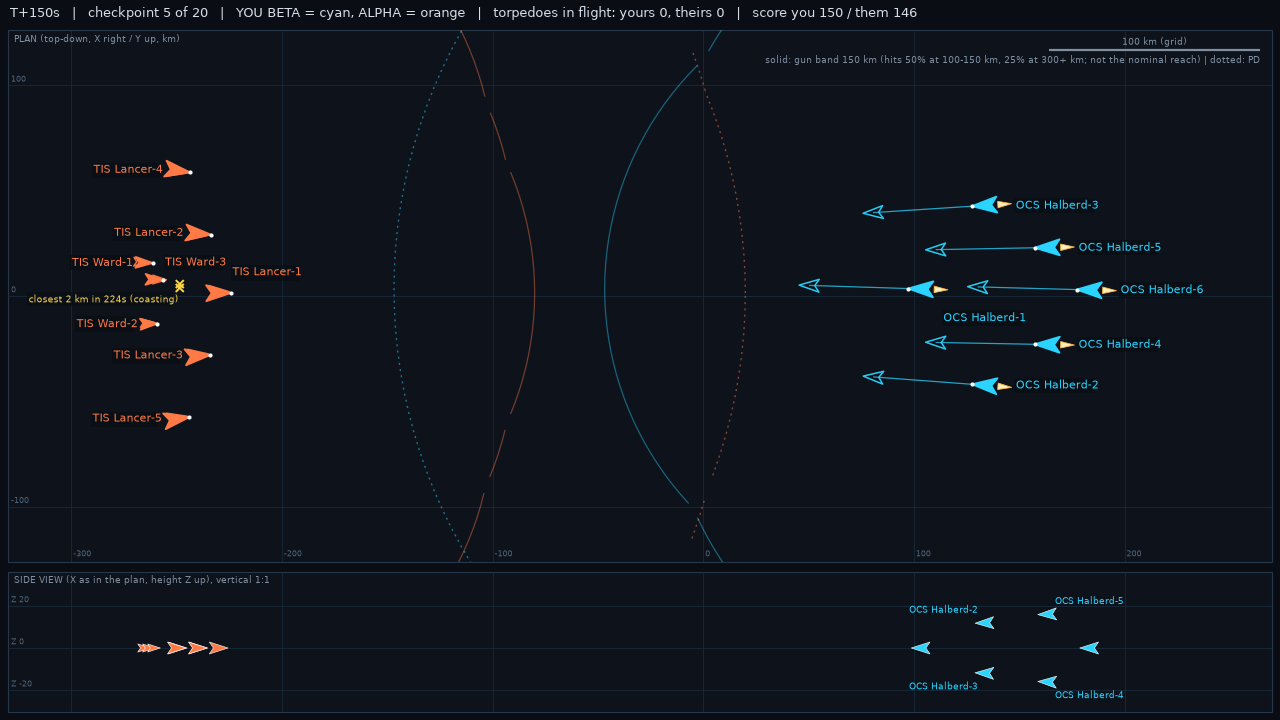 T+150s | checkpoint 5 of 20 | YOU BETA = cyan, ALPHA = orange | torpedoes in flight: yours 0, theirs 0 | score you 150 / them 146
PLAN (top-down, X right / Y up, km)
100 km (grid)
solid: gun band 150 km (hits 50% at 100-150 km, 25% at 300+ km; not the nominal reach) | dotted: PD
100
TIS Lancer-4
OCS Halberd-3
TIS Lancer-2
OCS Halberd-5
TIS Ward-1
TIS Ward-3
TIS Lancer-1
0
closest 2 km in 224s (coasting)
OCS Halberd-6
OCS Halberd-1
TIS Ward-2
TIS Lancer-3
OCS Halberd-4
OCS Halberd-2
TIS Lancer-5
-100
-300
-200
-100
0
100
200
SIDE VIEW (X as in the plan, height Z up), vertical 1:1
Z 20
OCS Halberd-2
OCS Halberd-5
Z 0
Z -20
OCS Halberd-3
OCS Halberd-4